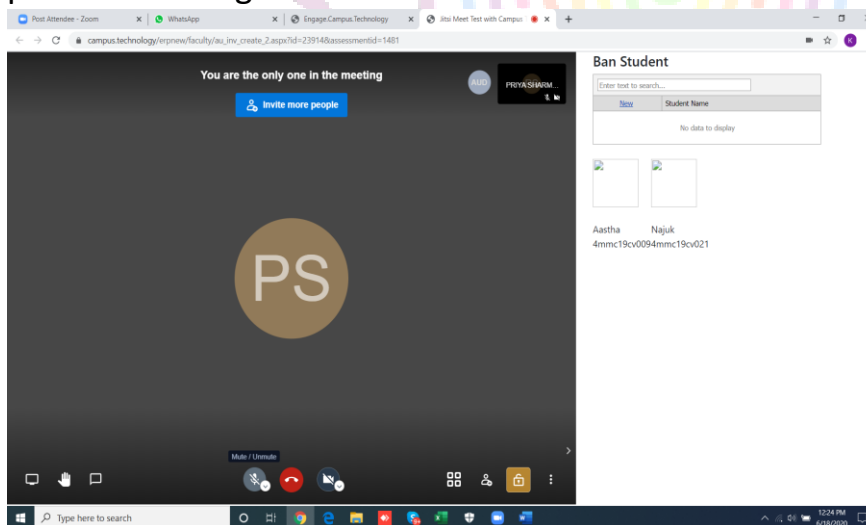 Post Attendee - Zoom
WhatsApp
Engage.Campus.Technology
Jitsi Meet Test with Campus
campus.technology/erpnew/faculty/au_inv_create_2.aspx?id=23914&assessmentid=1481
K
You are the only one in the meeting
Invite more people
AUD
PRIYA SHARM...
PS
Mute / Unmute
Ban Student
Enter text to search...
New Student Name
No data to display
Aastha Najuk
4mmc19cv0094mmc19cv021
Type here to search
12:24 PM
6/18/2020